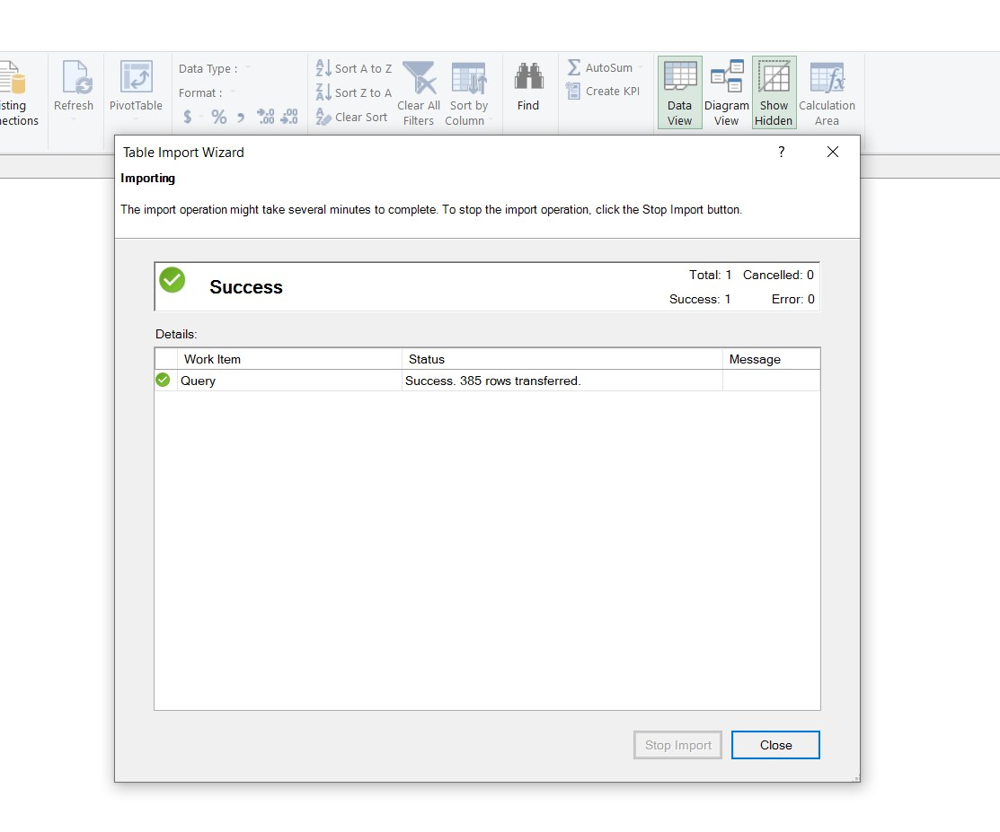 isting
nections
Refresh
PivotTable
Data Type :
Format :
$ % ,
Sort A to Z
Sort Z to A
Clear Sort
Clear All
Filters
Sort by
Column
Find
AutoSum
Create KPI
Data
View
Diagram
View
Show
Hidden
Calculation
Area
Table Import Wizard
?
Importing
The import operation might take several minutes to complete. To stop the import operation, click the Stop Import button.
Success
Total: 1 Cancelled: 0
Success: 1 Error: 0
Details:
Work Item Status Message
Query Success. 385 rows transferred.
Stop Import Close